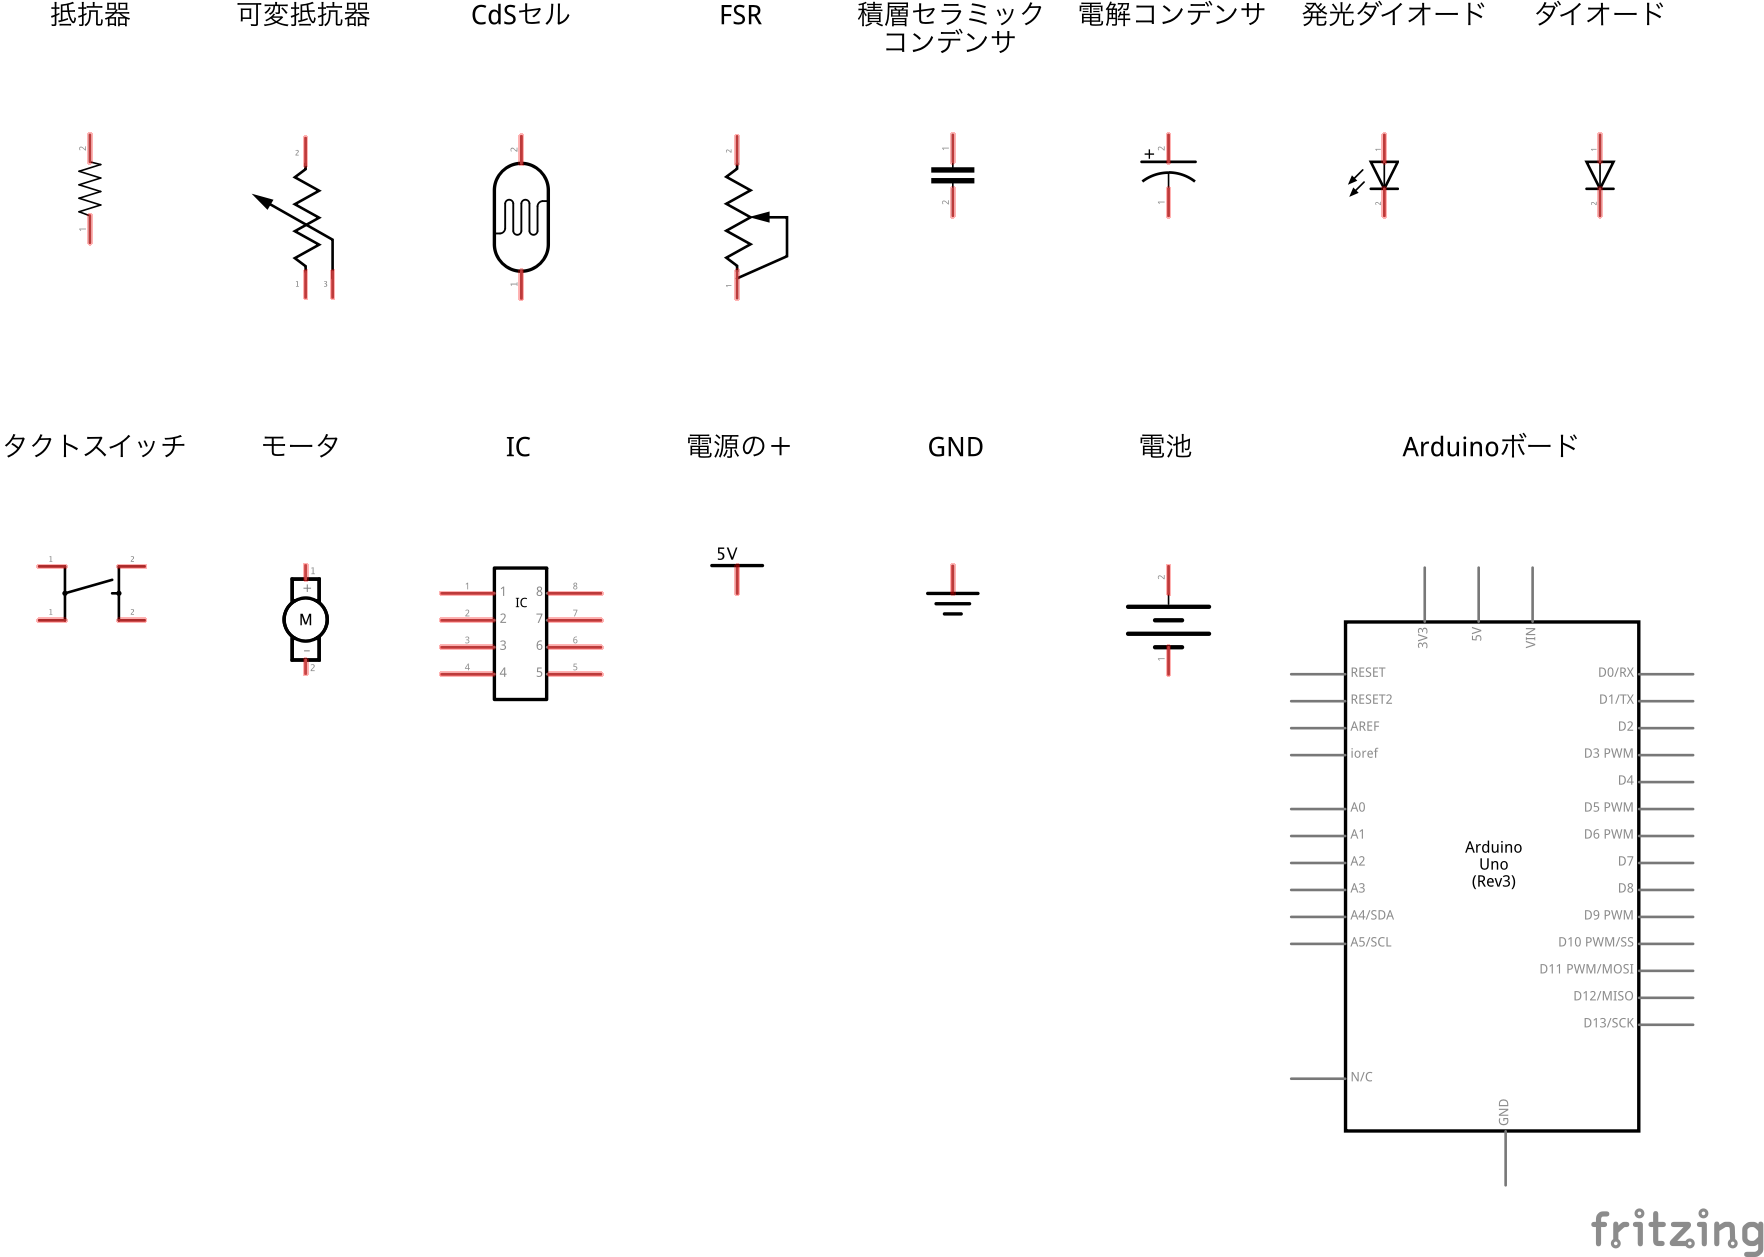 抵抗器
可変抵抗器
CdSセル
FSR
積層セラミック
コンデンサ
電解コンデンサ
発光ダイオード
ダイオード
2
1
2
1
3
2
1
2
1
1
2
+
2
1
1
2
1
2
タクトスイッチ
モータ
IC
電源の＋
GND
電池
Arduinoボード
1
2
1
2
1
+
M
−
2
IC
1 1 8 8
2 2 7 7
3 3 6 6
4 4 5 5
5V
2
1
3V3
5V
VIN
RESET
RESET2
AREF
ioref
A0
A1
A2
A3
A4/SDA
A5/SCL
N/C
Arduino
Uno
(Rev3)
D0/RX
D1/TX
D2
D3 PWM
D4
D5 PWM
D6 PWM
D7
D8
D9 PWM
D10 PWM/SS
D11 PWM/MOSI
D12/MISO
D13/SCK
GND
fritzing